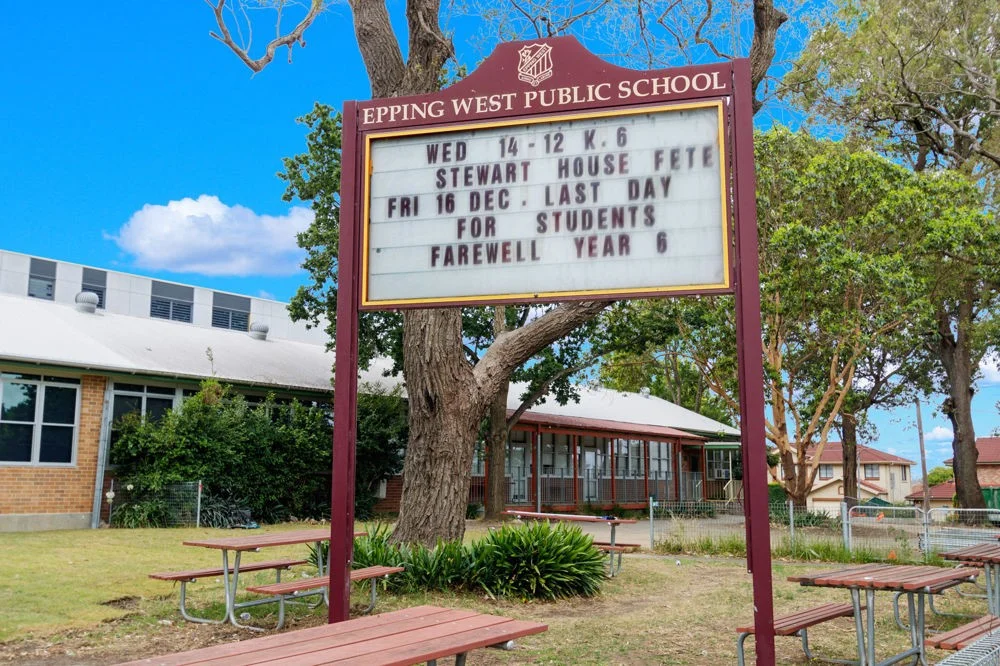 EPPING WEST PUBLIC SCHOOL
WED 14-12 K.6
STEWART HOUSE FETE
FRI 16 DEC. LAST DAY
FOR STUDENTS
FAREWELL YEAR 6